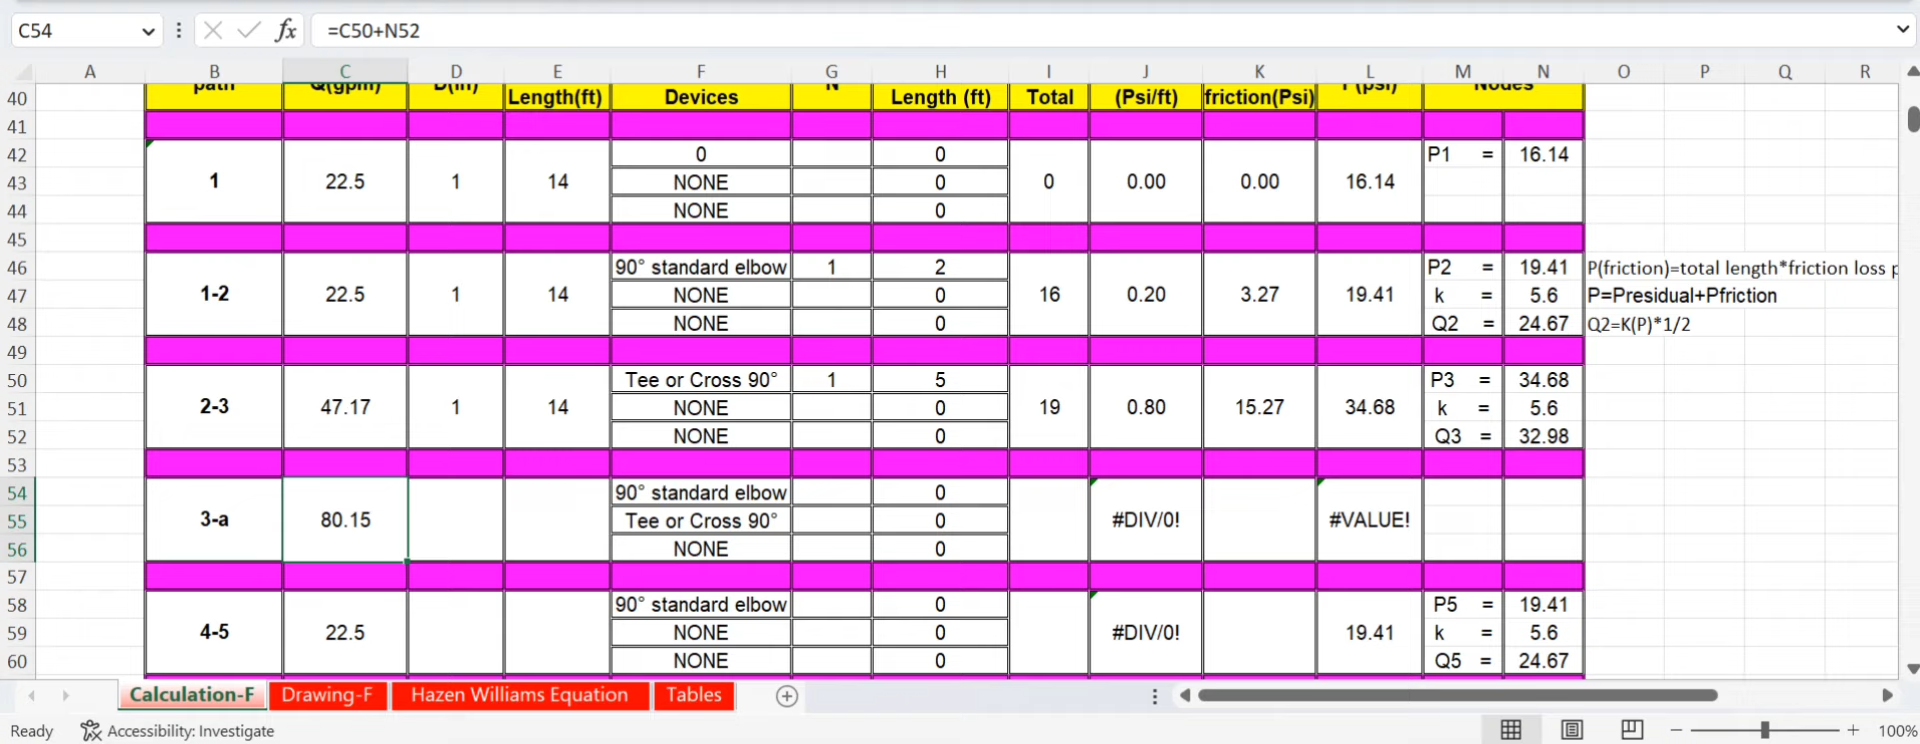 C54 fx =C50+N52
A B C D E F G H I J K L M N O P Q R
path Q(gpm) D(in) N P(psi) Nodes
40 Length(ft) Devices Length (ft) Total (Psi/ft) friction(Psi)
41
42 0 0 P1 = 16.14
43 1 22.5 1 14 NONE 0 0 0.00 0.00 16.14
44 NONE 0
45
46 90° standard elbow 1 2 P2 = 19.41 P(friction)=total length*friction loss p
47 1-2 22.5 1 14 NONE 0 16 0.20 3.27 19.41 k = 5.6 P=Presidual+Pfriction
48 NONE 0 Q2 = 24.67 Q2=K(P)*1/2
49
50 Tee or Cross 90° 1 5 P3 = 34.68
51 2-3 47.17 1 14 NONE 0 19 0.80 15.27 34.68 k = 5.6
52 NONE 0 Q3 = 32.98
53
54 90° standard elbow 0
55 3-a 80.15 Tee or Cross 90° 0 #DIV/0! #VALUE!
56 NONE 0
57
58 90° standard elbow 0 P5 = 19.41
59 4-5 22.5 NONE 0 #DIV/0! 19.41 k = 5.6
60 NONE 0 Q5 = 24.67
Calculation-F Drawing-F Hazen Williams Equation Tables
Ready Accessibility: Investigate 100%